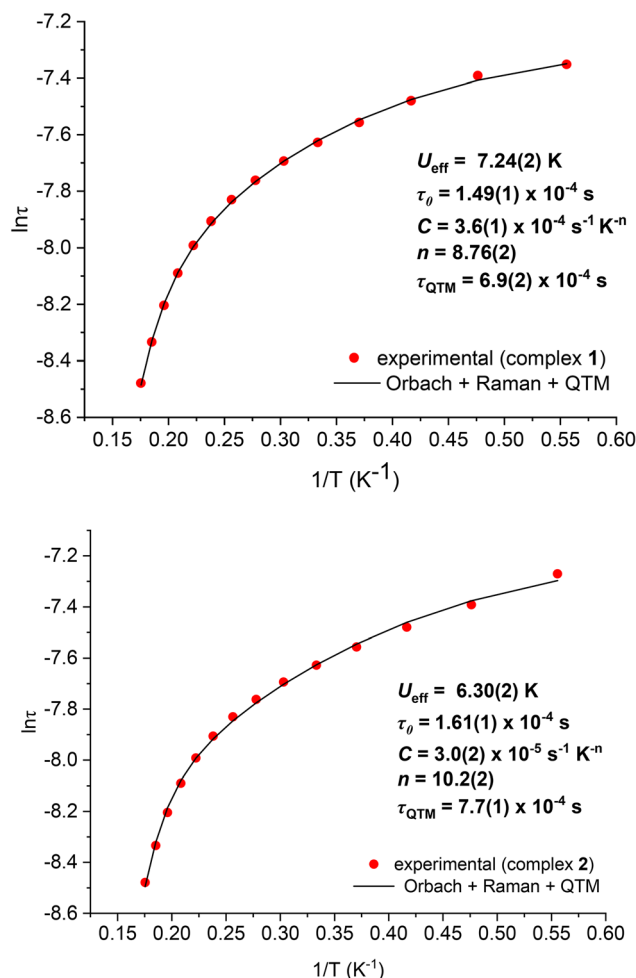 -7.2
-7.4
-7.6
-7.8
-8.0
-8.2
-8.4
-8.6
lnτ
U_eff = 7.24(2) K
τ_0 = 1.49(1) x 10^-4 s
C = 3.6(1) x 10^-4 s^-1 K^-n
n = 8.76(2)
τ_QTM = 6.9(2) x 10^-4 s
experimental (complex 1)
Orbach + Raman + QTM
0.15 0.20 0.25 0.30 0.35 0.40 0.45 0.50 0.55 0.60
1/T (K^-1)
-7.2
-7.4
-7.6
-7.8
-8.0
-8.2
-8.4
-8.6
lnτ
U_eff = 6.30(2) K
τ_0 = 1.61(1) x 10^-4 s
C = 3.0(2) x 10^-5 s^-1 K^-n
n = 10.2(2)
τ_QTM = 7.7(1) x 10^-4 s
experimental (complex 2)
Orbach + Raman + QTM
0.15 0.20 0.25 0.30 0.35 0.40 0.45 0.50 0.55 0.60
1/T (K^-1)